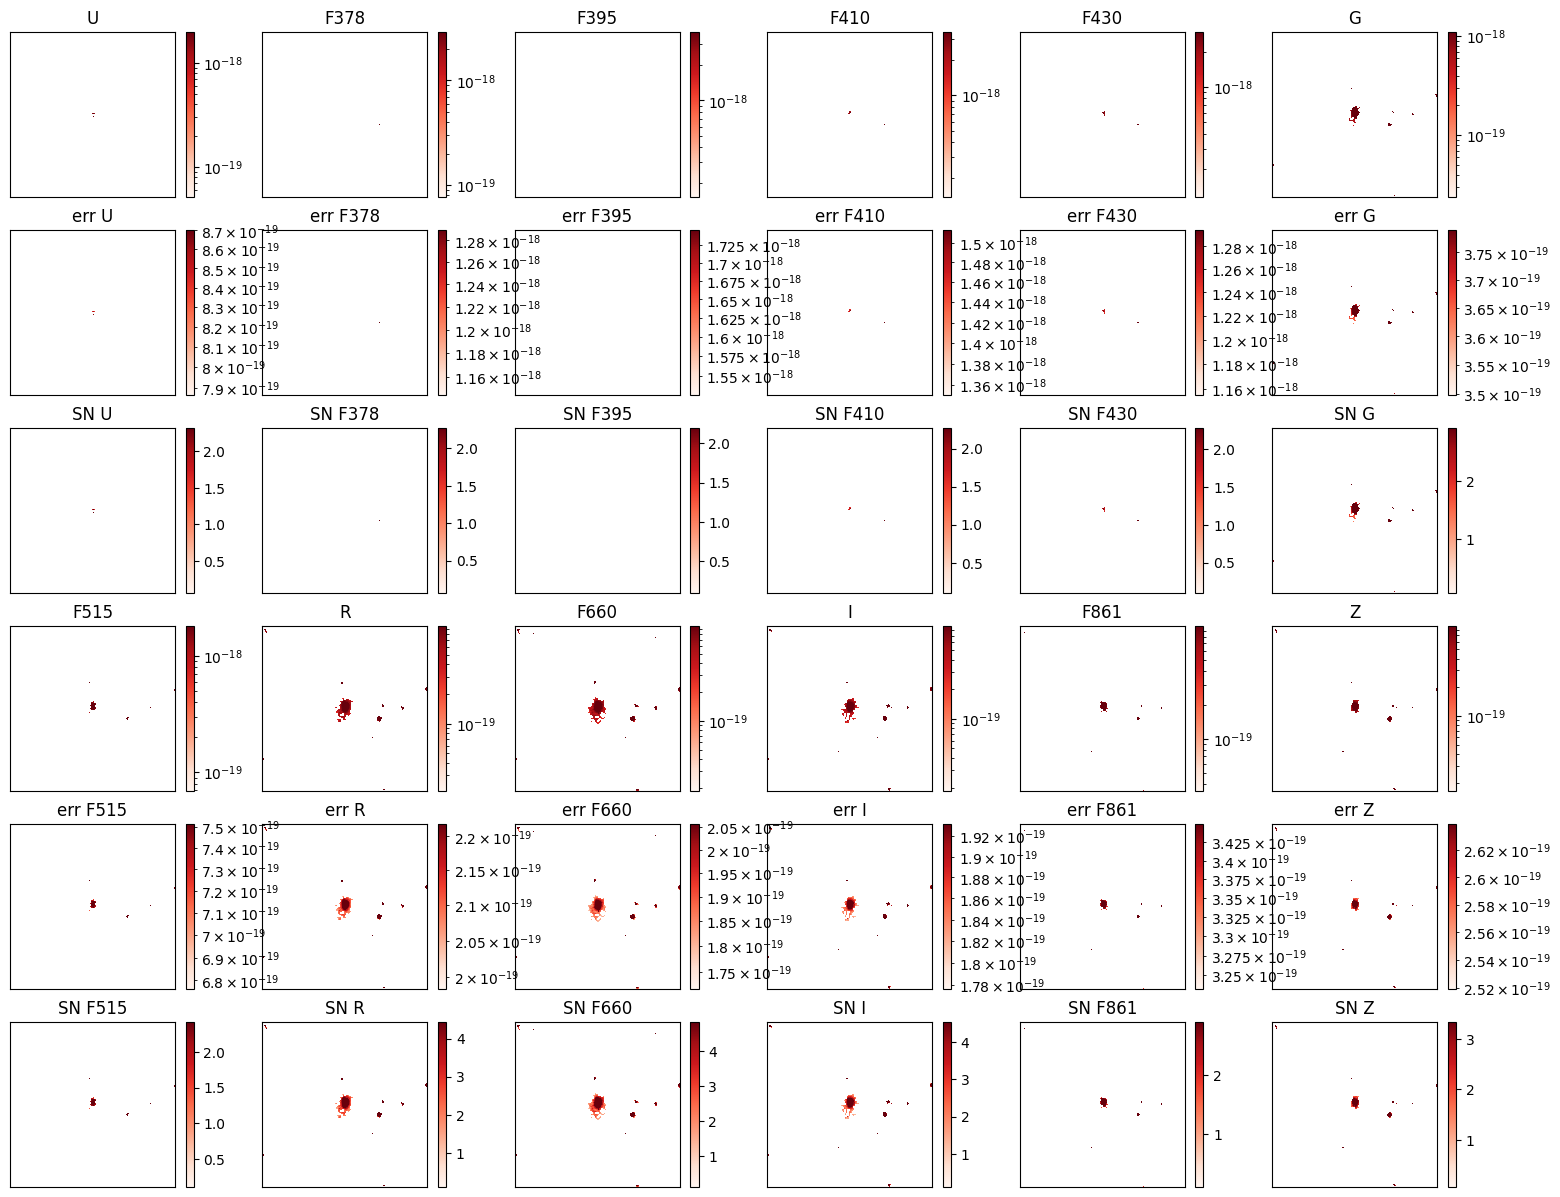 U F378 F395 F410 F430 G
10⁻¹⁸ 10⁻¹⁹
10⁻¹⁸ 10⁻¹⁹
10⁻¹⁸
10⁻¹⁸
10⁻¹⁸
10⁻¹⁸ 10⁻¹⁹
err U err F378 err F395 err F410 err F430 err G
8.7 × 10⁻¹⁹
8.6 × 10⁻¹⁹
8.5 × 10⁻¹⁹
8.4 × 10⁻¹⁹
8.3 × 10⁻¹⁹
8.2 × 10⁻¹⁹
8.1 × 10⁻¹⁹
8 × 10⁻¹⁹
7.9 × 10⁻¹⁹
1.28 × 10⁻¹⁸
1.26 × 10⁻¹⁸
1.24 × 10⁻¹⁸
1.22 × 10⁻¹⁸
1.2 × 10⁻¹⁸
1.18 × 10⁻¹⁸
1.16 × 10⁻¹⁸
1.725 × 10⁻¹⁸
1.7 × 10⁻¹⁸
1.675 × 10⁻¹⁸
1.65 × 10⁻¹⁸
1.625 × 10⁻¹⁸
1.6 × 10⁻¹⁸
1.575 × 10⁻¹⁸
1.55 × 10⁻¹⁸
1.5 × 10⁻¹⁸
1.48 × 10⁻¹⁸
1.46 × 10⁻¹⁸
1.44 × 10⁻¹⁸
1.42 × 10⁻¹⁸
1.4 × 10⁻¹⁸
1.38 × 10⁻¹⁸
1.36 × 10⁻¹⁸
1.28 × 10⁻¹⁸
1.26 × 10⁻¹⁸
1.24 × 10⁻¹⁸
1.22 × 10⁻¹⁸
1.2 × 10⁻¹⁸
1.18 × 10⁻¹⁸
1.16 × 10⁻¹⁸
3.75 × 10⁻¹⁹
3.7 × 10⁻¹⁹
3.65 × 10⁻¹⁹
3.6 × 10⁻¹⁹
3.55 × 10⁻¹⁹
3.5 × 10⁻¹⁹
SN U SN F378 SN F395 SN F410 SN F430 SN G
2.0 1.5 1.0 0.5
2.0 1.5 1.0 0.5
2.0 1.5 1.0 0.5
2.0 1.5 1.0 0.5
2.0 1.5 1.0 0.5
2 1
F515 R F660 I F861 Z
10⁻¹⁸ 10⁻¹⁹
10⁻¹⁹
10⁻¹⁹
10⁻¹⁹
10⁻¹⁹
10⁻¹⁹
err F515 err R err F660 err I err F861 err Z
7.5 × 10⁻¹⁹
7.4 × 10⁻¹⁹
7.3 × 10⁻¹⁹
7.2 × 10⁻¹⁹
7.1 × 10⁻¹⁹
7 × 10⁻¹⁹
6.9 × 10⁻¹⁹
6.8 × 10⁻¹⁹
2.2 × 10⁻¹⁹
2.15 × 10⁻¹⁹
2.1 × 10⁻¹⁹
2.05 × 10⁻¹⁹
2 × 10⁻¹⁹
2.05 × 10⁻¹⁹
2 × 10⁻¹⁹
1.95 × 10⁻¹⁹
1.9 × 10⁻¹⁹
1.85 × 10⁻¹⁹
1.8 × 10⁻¹⁹
1.75 × 10⁻¹⁹
1.92 × 10⁻¹⁹
1.9 × 10⁻¹⁹
1.88 × 10⁻¹⁹
1.86 × 10⁻¹⁹
1.84 × 10⁻¹⁹
1.82 × 10⁻¹⁹
1.8 × 10⁻¹⁹
1.78 × 10⁻¹⁹
3.425 × 10⁻¹⁹
3.4 × 10⁻¹⁹
3.375 × 10⁻¹⁹
3.35 × 10⁻¹⁹
3.325 × 10⁻¹⁹
3.3 × 10⁻¹⁹
3.275 × 10⁻¹⁹
3.25 × 10⁻¹⁹
2.62 × 10⁻¹⁹
2.6 × 10⁻¹⁹
2.58 × 10⁻¹⁹
2.56 × 10⁻¹⁹
2.54 × 10⁻¹⁹
2.52 × 10⁻¹⁹
SN F515 SN R SN F660 SN I SN F861 SN Z
2.0 1.5 1.0 0.5
4 3 2 1
4 3 2 1
4 3 2 1
2 1
3 2 1